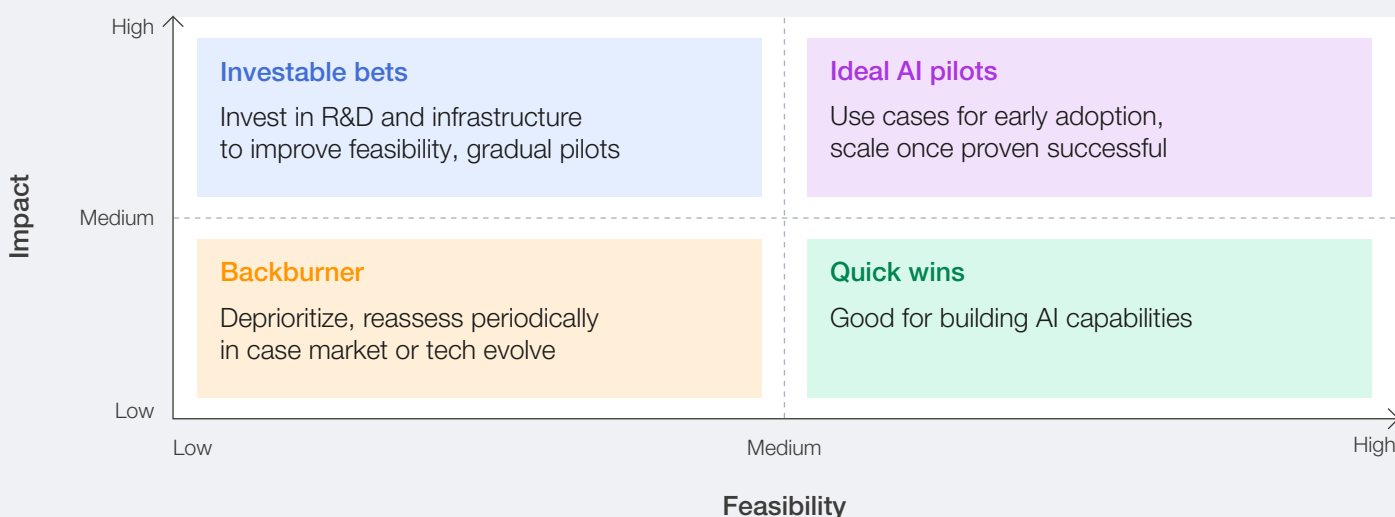 High
Investable bets
Invest in R&D and infrastructure
to improve feasibility, gradual pilots
Ideal AI pilots
Use cases for early adoption,
scale once proven successful
Impact
Medium
Backburner
Deprioritize, reassess periodically
in case market or tech evolve
Quick wins
Good for building AI capabilities
Low
Low
Medium
High
Feasibility